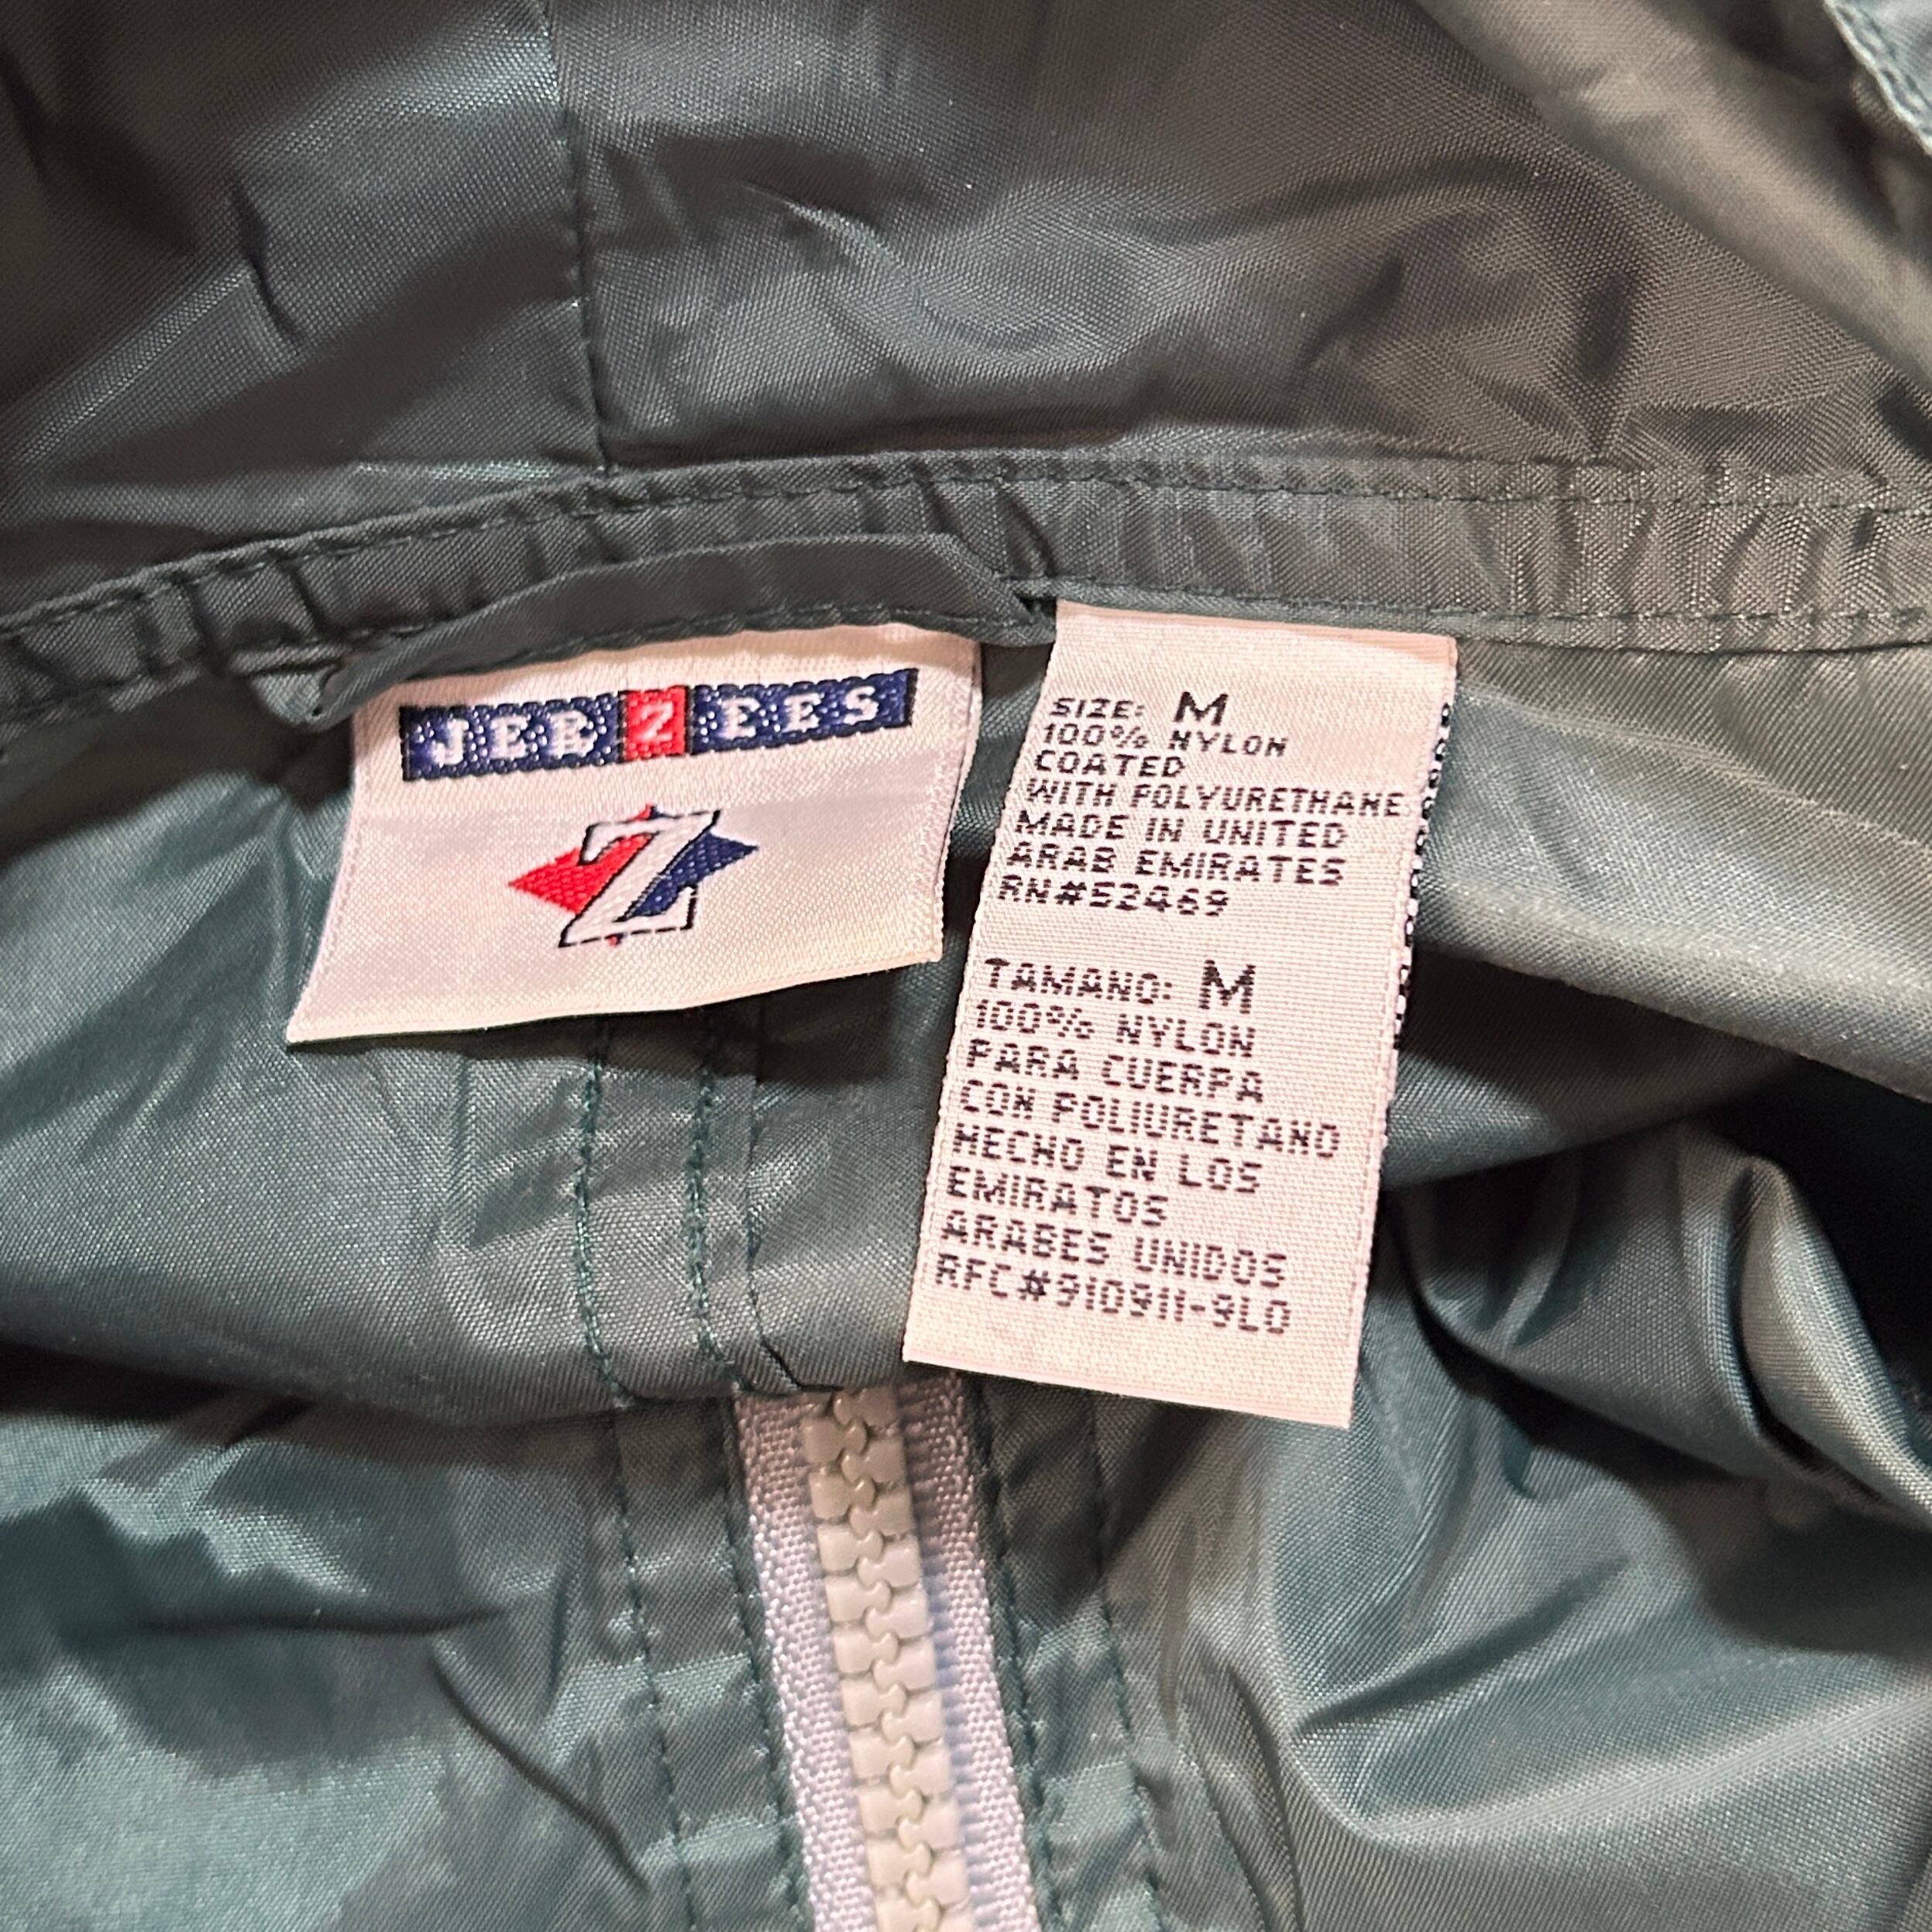 JERZEES
Z
SIZE: M
100% NYLON
COATED
WITH POLYURETHANE
MADE IN UNITED
ARAB EMIRATES
RN#52469
TAMANO: M
100% NYLON
PARA CUERPA
CON POLIURETANO
HECHO EN LOS
EMIRATOS
ARABES UNIDOS
RFC#910911-9L0